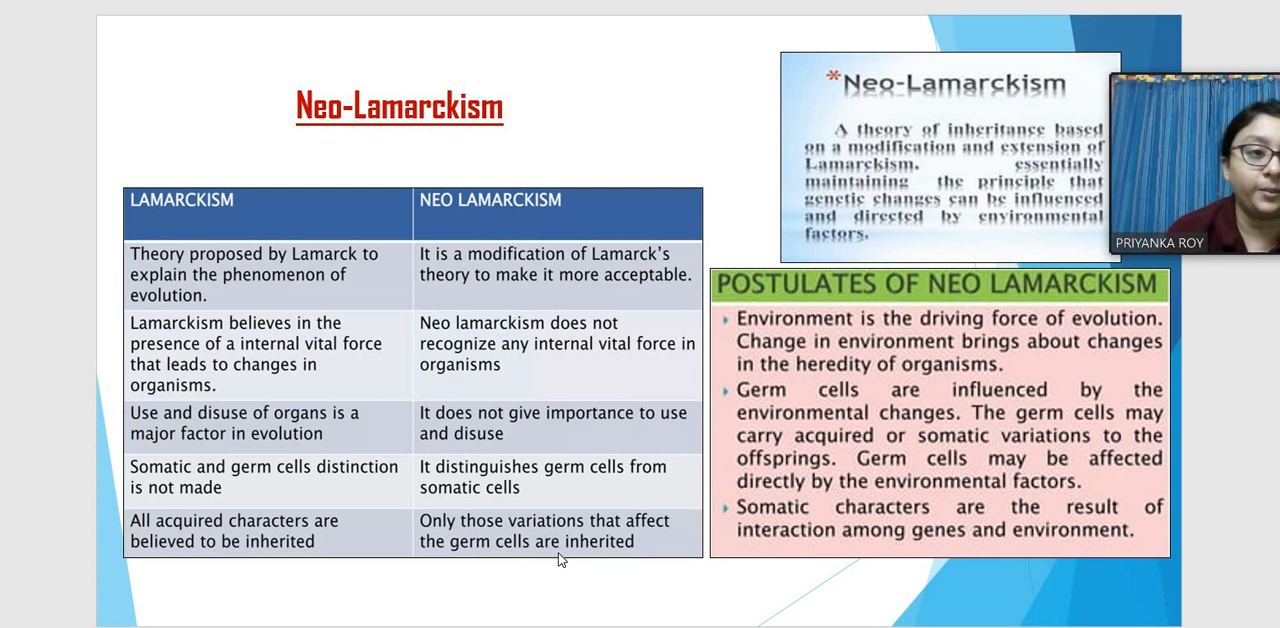 Neo-Lamarckism
LAMARCKISM
NEO LAMARCKISM
Theory proposed by Lamarck to
explain the phenomenon of
evolution.
It is a modification of Lamarck's
theory to make it more acceptable.
Lamarckism believes in the
presence of a internal vital force
that leads to changes in
organisms.
Neo lamarckism does not
recognize any internal vital force in
organisms
Use and disuse of organs is a
major factor in evolution
It does not give importance to use
and disuse
Somatic and germ cells distinction
is not made
It distinguishes germ cells from
somatic cells
All acquired characters are
believed to be inherited
Only those variations that affect
the germ cells are inherited
*Neo-Lamarckism
A theory of inheritance based
on a modification and extension of
Lamarckism. essentially
maintaining the principle that
genetic changes can be influenced
and directed by environmental
factors.
PRIYANKA ROY
POSTULATES OF NEO LAMARCKISM
Environment is the driving force of evolution.
Change in environment brings about changes
in the heredity of organisms.
Germ cells are influenced by the
environmental changes. The germ cells may
carry acquired or somatic variations to the
offsprings. Germ cells may be affected
directly by the environmental factors.
Somatic characters are the result of
interaction among genes and environment.